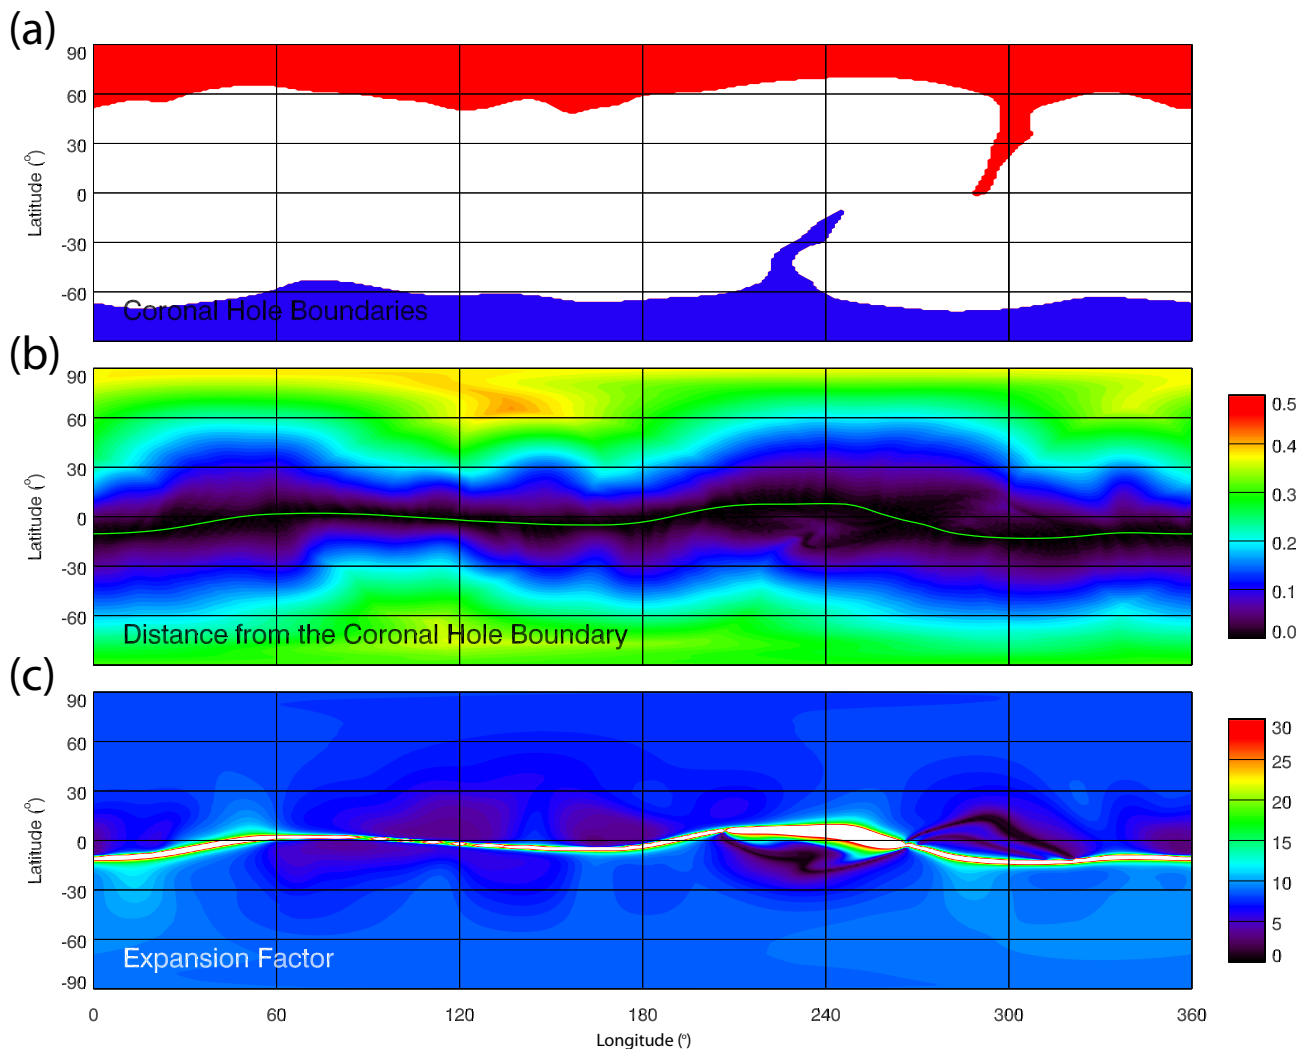 (a)
90
60
30
0
-30
-60
Latitude (°)
Coronal Hole Boundaries
(b)
90
60
30
0
-30
-60
Latitude (°)
Distance from the Coronal Hole Boundary
0.5
0.4
0.3
0.2
0.1
0.0
(c)
90
60
30
0
-30
-60
-90
Latitude (°)
Expansion Factor
30
25
20
15
10
5
0
0 60 120 180 240 300 360
Longitude (°)